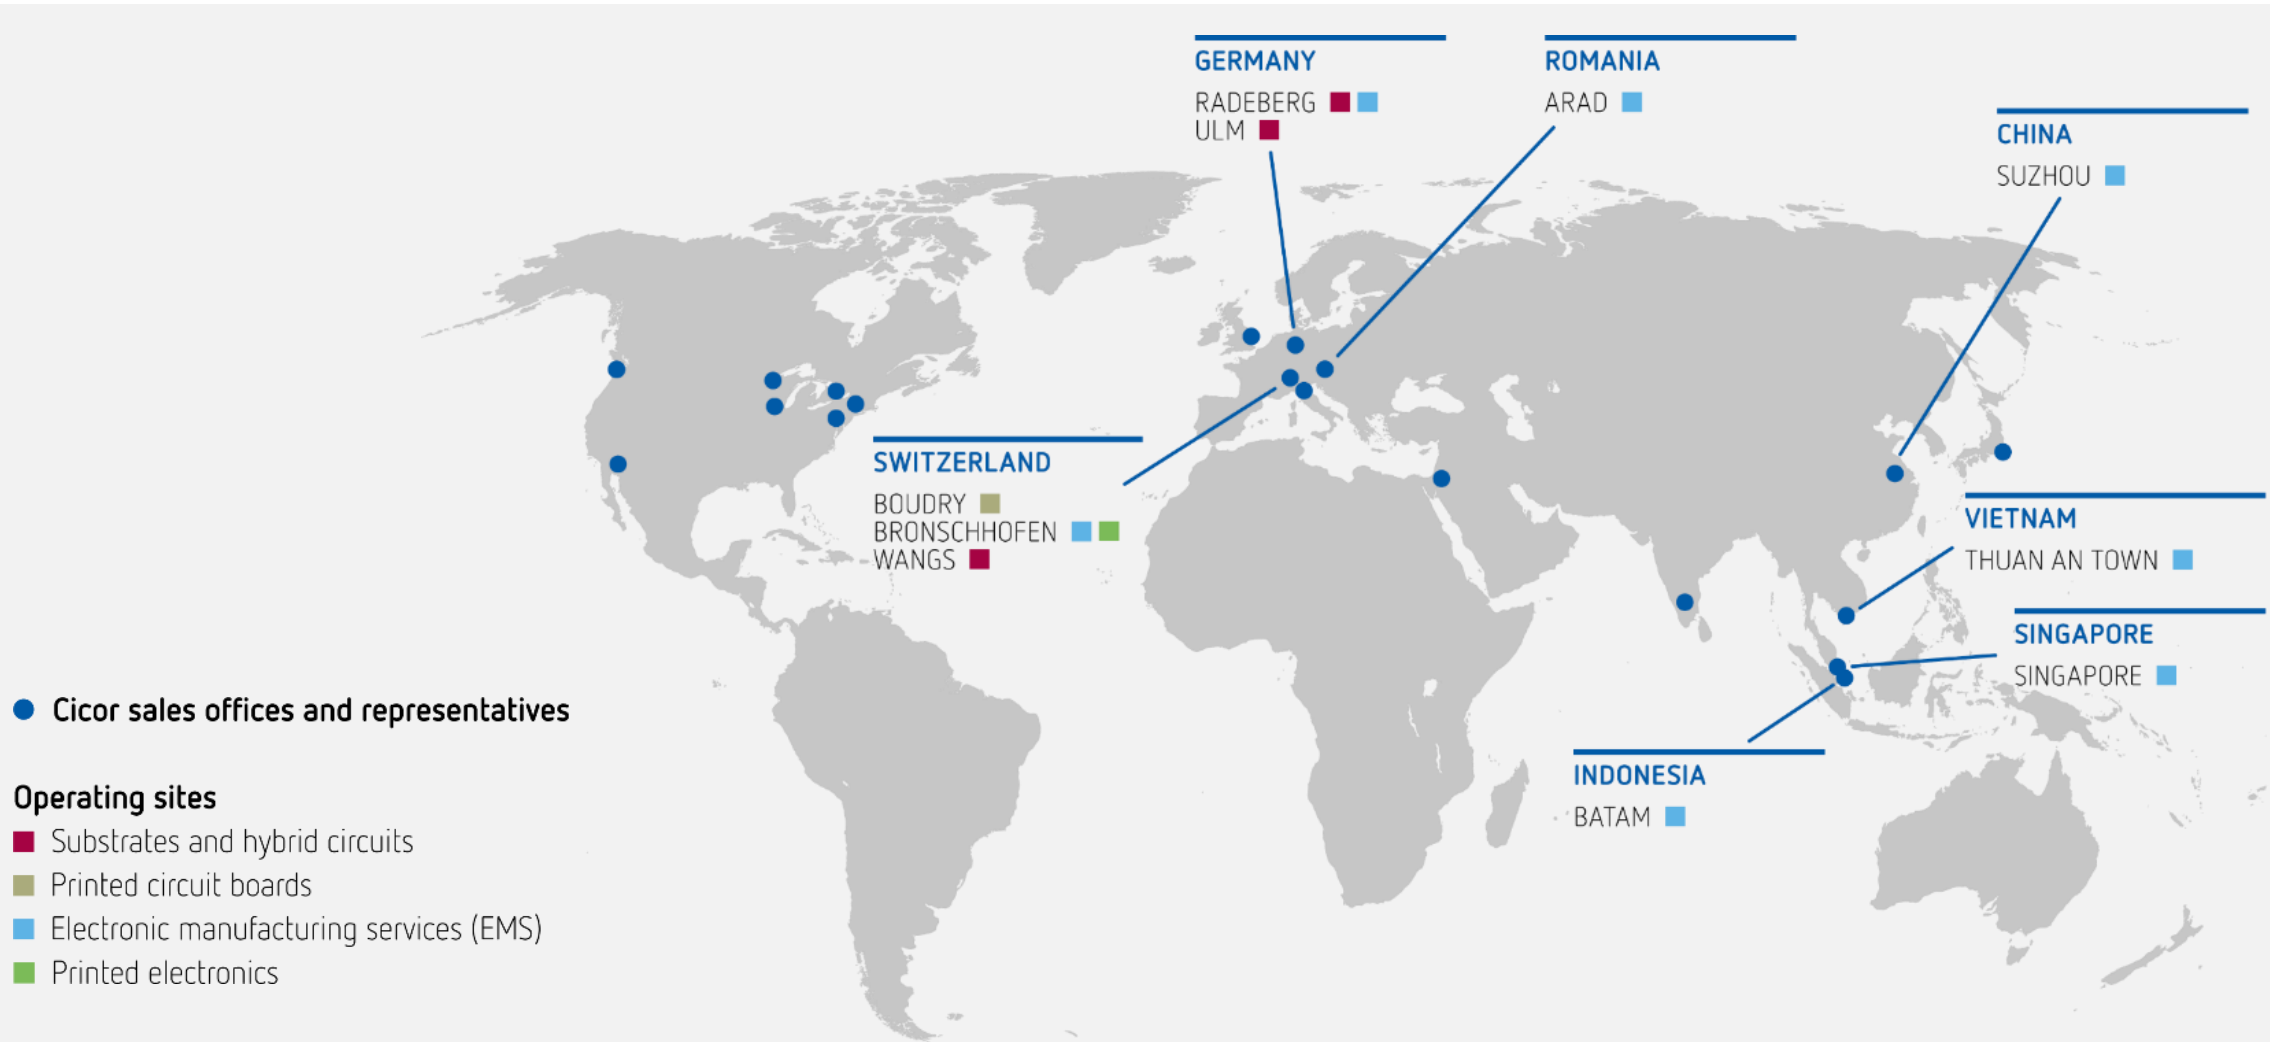 GERMANY
RADEBERG
ULM
ROMANIA
ARAD
CHINA
SUZHOU
SWITZERLAND
BOUDRY
BRONSCHHOFEN
WANGS
VIETNAM
THUAN AN TOWN
SINGAPORE
SINGAPORE
INDONESIA
BATAM
Cicor sales offices and representatives
Operating sites
Substrates and hybrid circuits
Printed circuit boards
Electronic manufacturing services (EMS)
Printed electronics